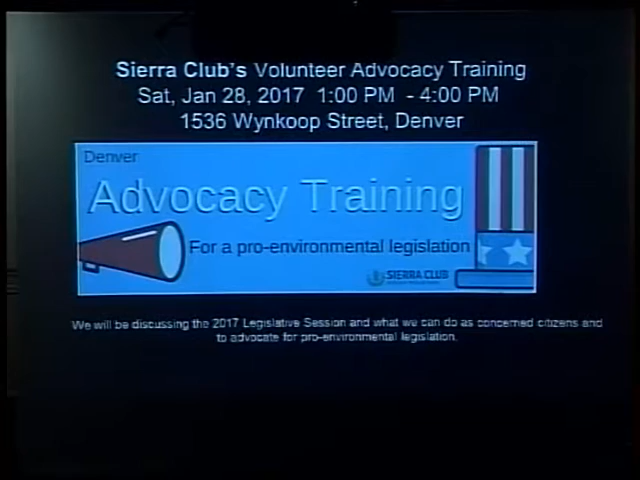 Sierra Club's Volunteer Advocacy Training
Sat, Jan 28, 2017 1:00 PM - 4:00 PM
1536 Wynkoop Street, Denver
Denver
Advocacy Training
For a pro-environmental legislation
SIERRA CLUB
We will be discussing the 2017 Legislative Session and what we can do as concerned citizens and
to advocate for pro-environmental legislation.